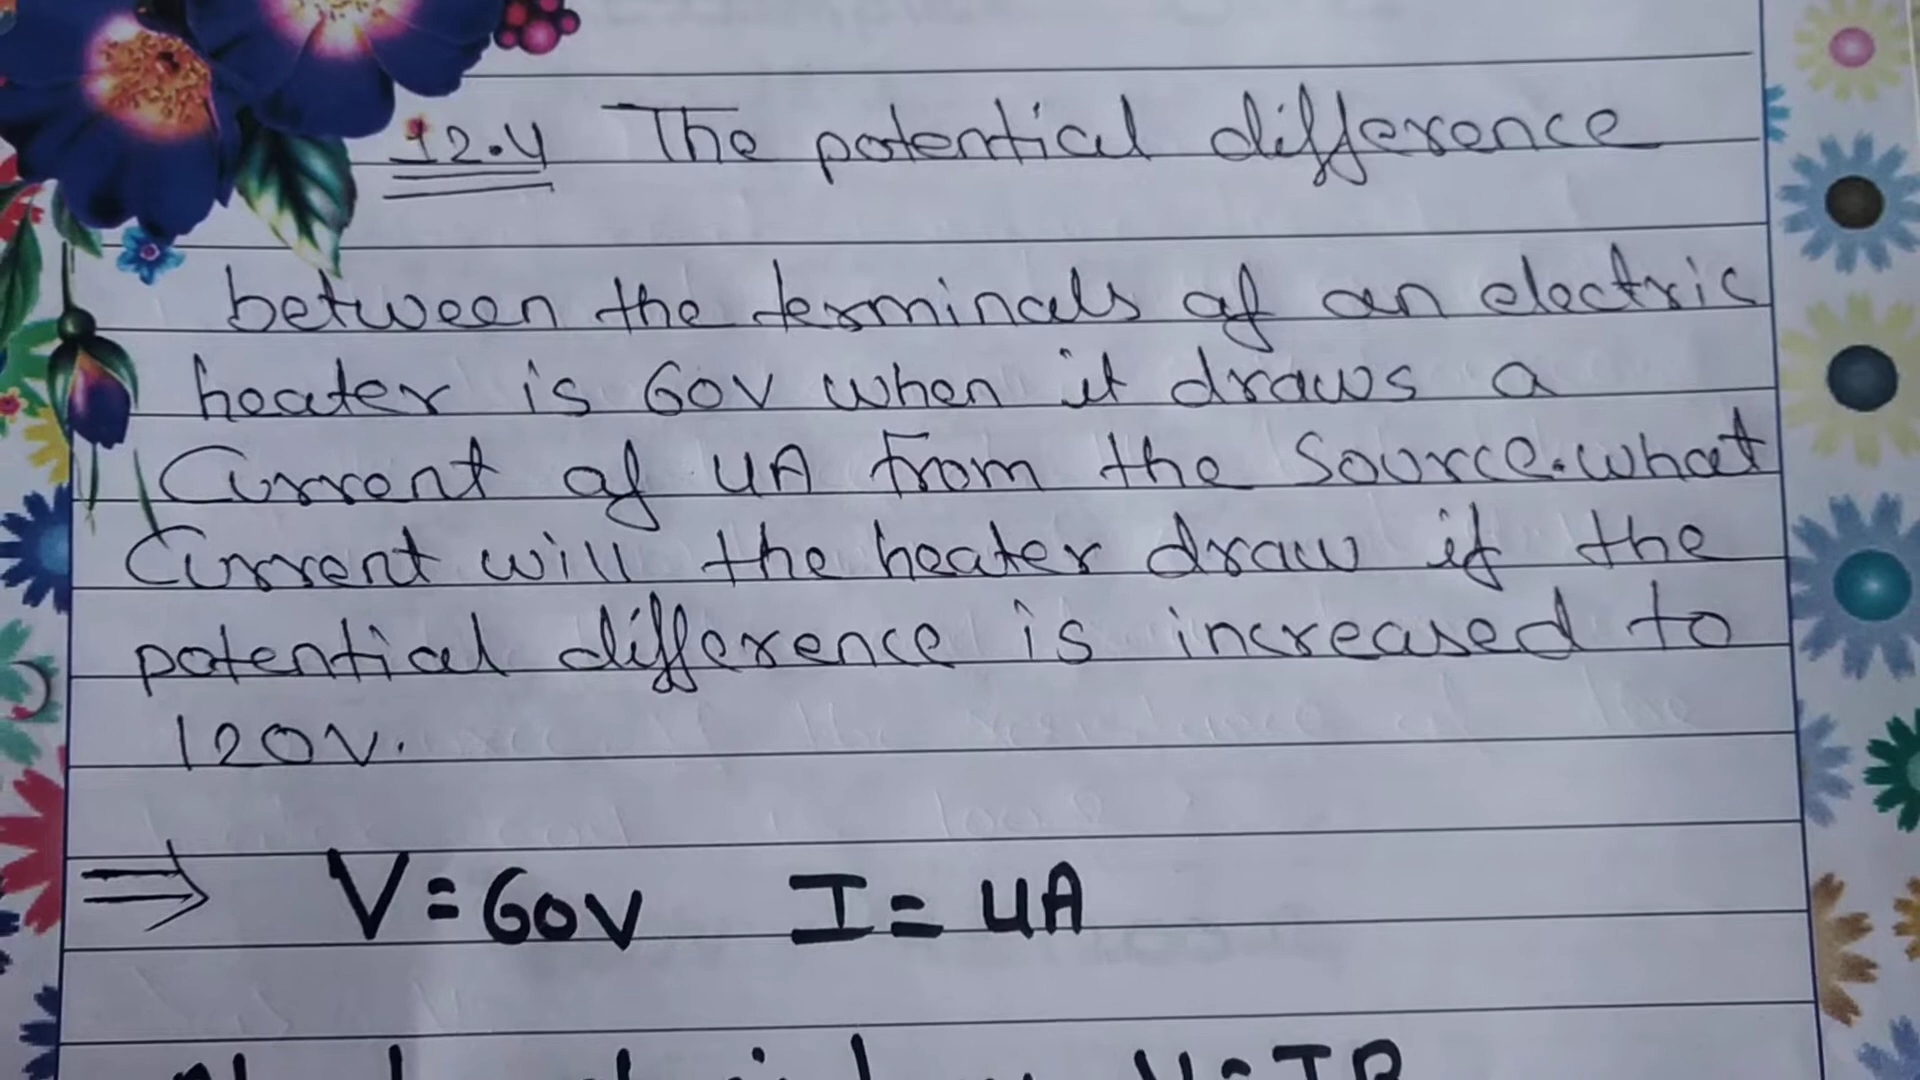 12.4 The potential difference
between the terminals of an electric
heater is 60V when it draws a
Current of 4A from the Source. what
Current will the heater draw if the
potential difference is increased to
120V.
⇒ V=60V I=4A
V=IR